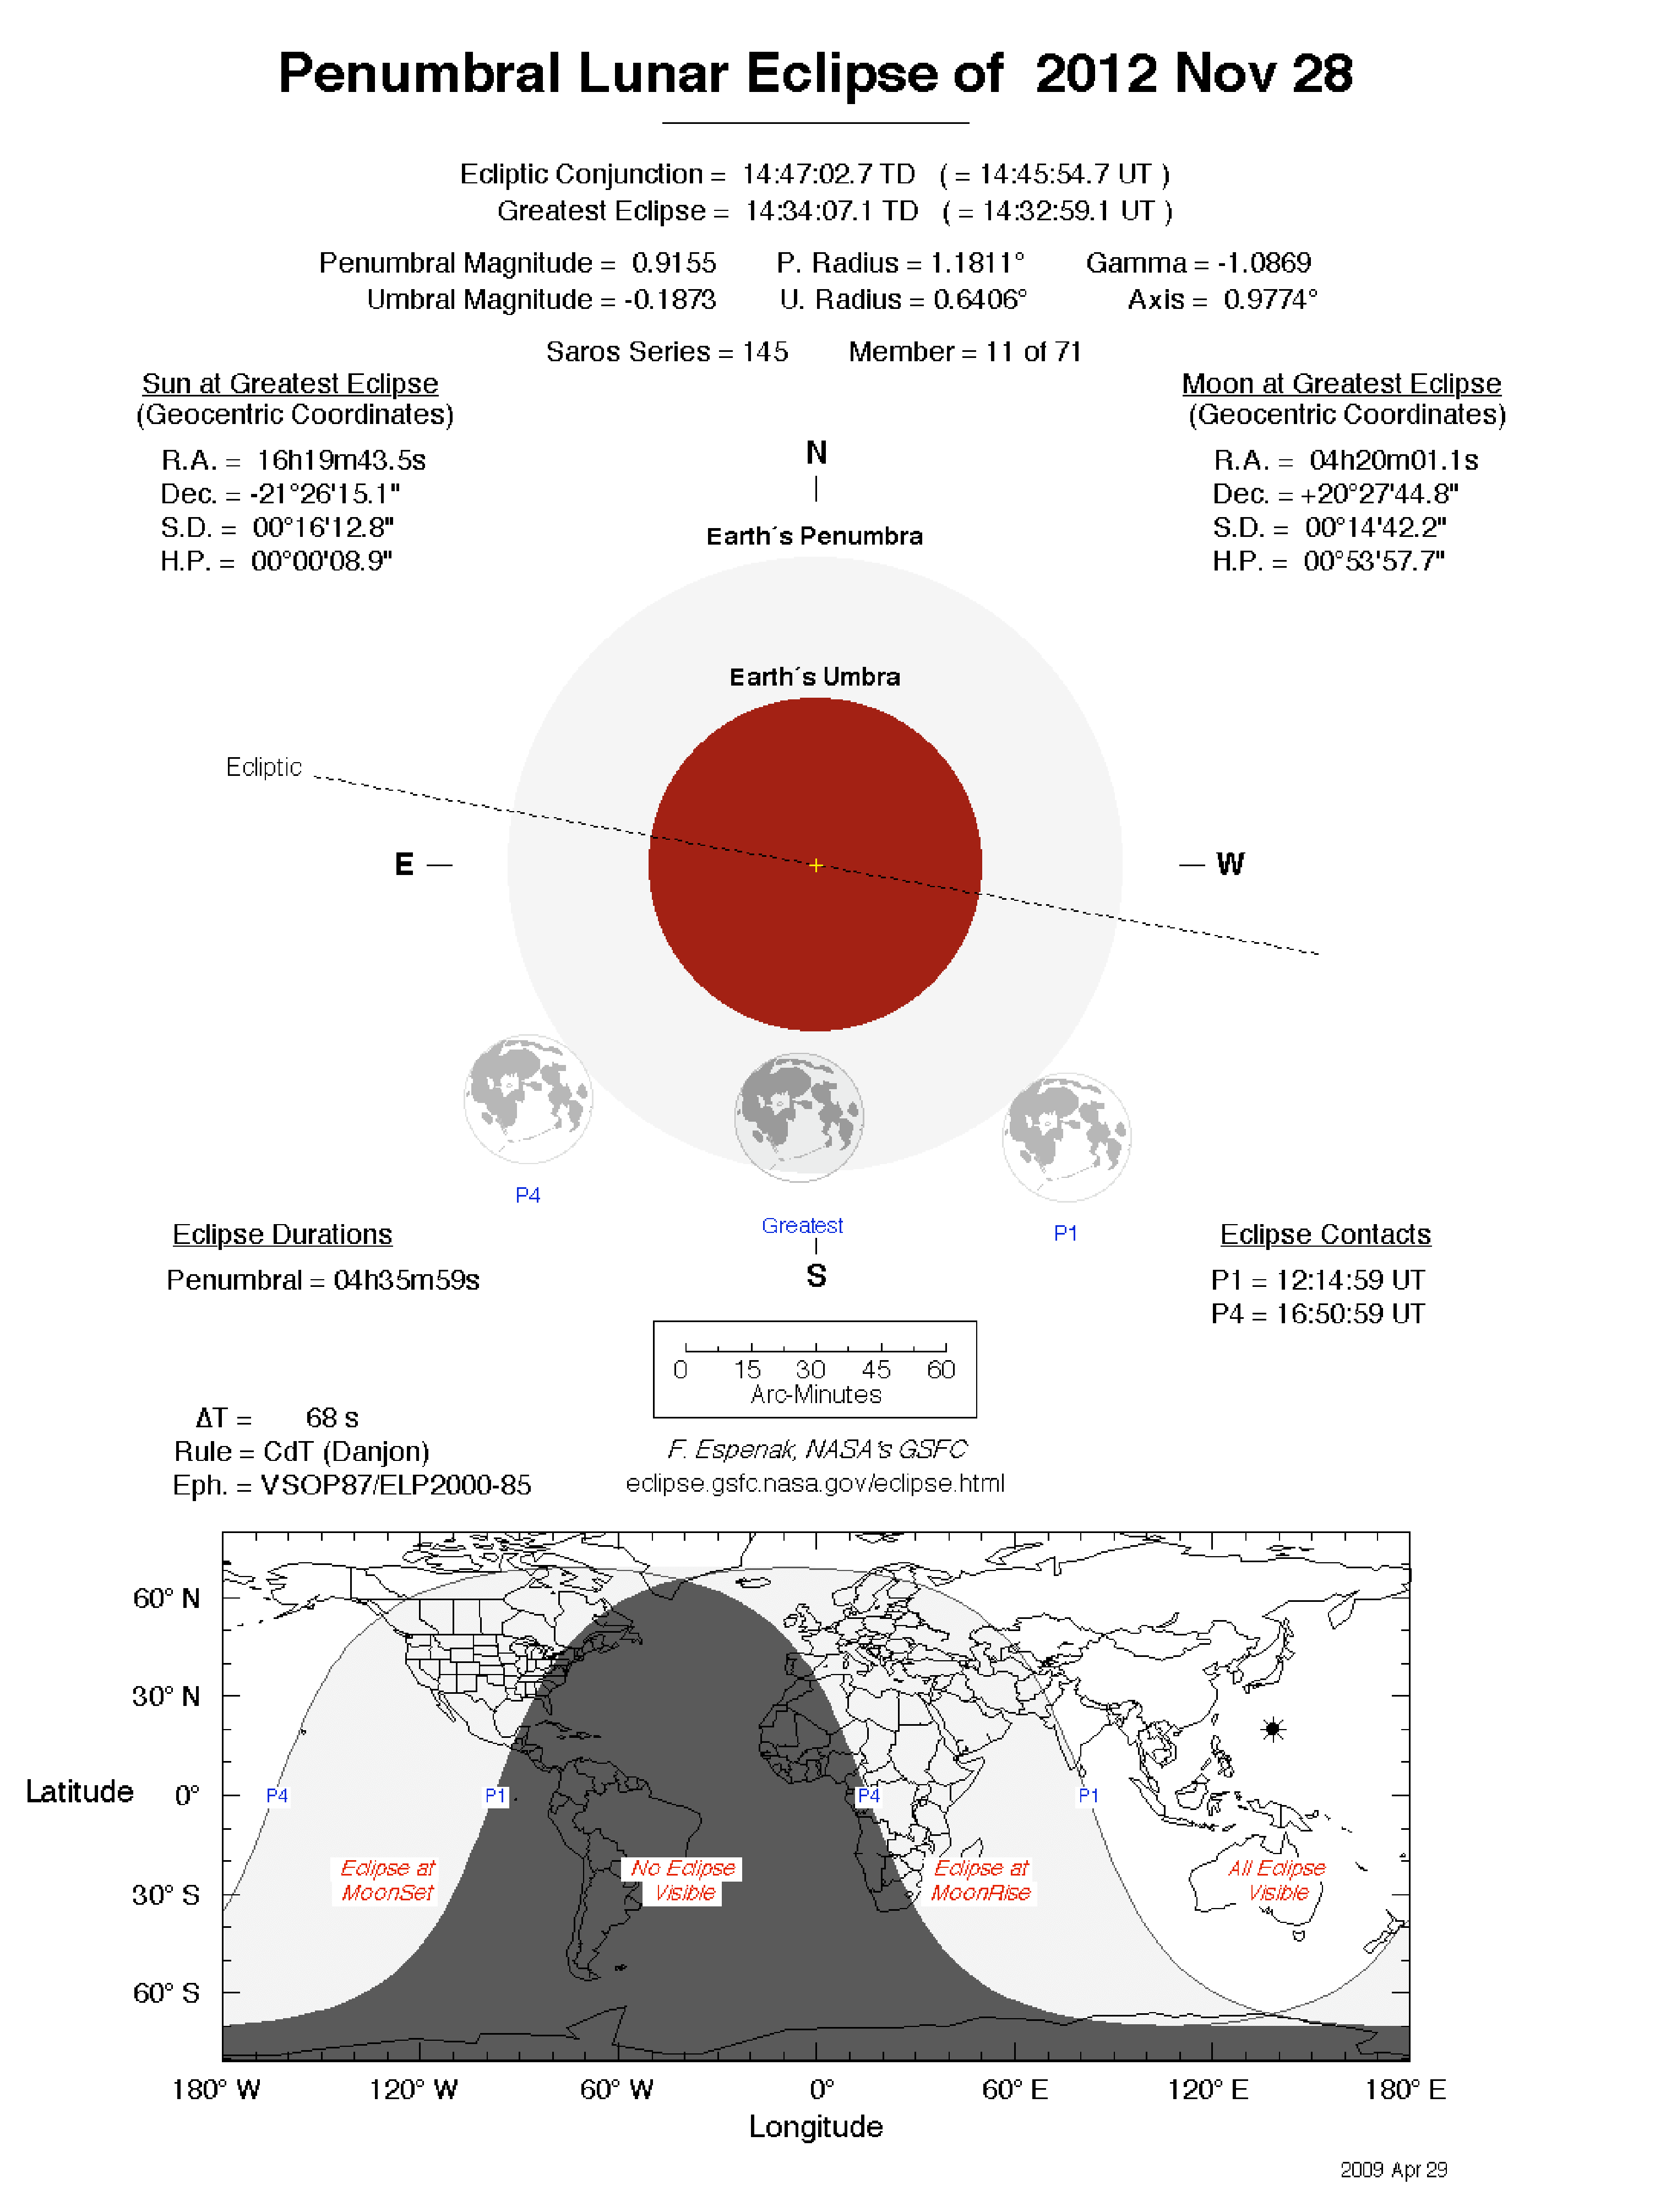 Penumbral Lunar Eclipse of 2012 Nov 28
Ecliptic Conjunction = 14:47:02.7 TD ( = 14:45:54.7 UT )
Greatest Eclipse = 14:34:07.1 TD ( = 14:32:59.1 UT )
Penumbral Magnitude = 0.9155 P. Radius = 1.1811° Gamma = -1.0869
Umbral Magnitude = -0.1873 U. Radius = 0.6406° Axis = 0.9774°
Saros Series = 145 Member = 11 of 71
Sun at Greatest Eclipse
(Geocentric Coordinates)
R.A. = 16h19m43.5s
Dec. = -21°26'15.1"
S.D. = 00°16'12.8"
H.P. = 00°00'08.9"
Moon at Greatest Eclipse
(Geocentric Coordinates)
R.A. = 04h20m01.1s
Dec. = +20°27'44.8"
S.D. = 00°14'42.2"
H.P. = 00°53'57.7"
N
Earth´s Penumbra
Earth´s Umbra
Ecliptic
E
W
P4
Greatest
P1
S
Eclipse Durations
Penumbral = 04h35m59s
Eclipse Contacts
P1 = 12:14:59 UT
P4 = 16:50:59 UT
0 15 30 45 60
Arc-Minutes
ΔT = 68 s
Rule = CdT (Danjon)
Eph. = VSOP87/ELP2000-85
F. Espenak, NASA's GSFC
eclipse.gsfc.nasa.gov/eclipse.html
60° N
30° N
Latitude 0°
30° S
60° S
P4 P1 P4 P1
Eclipse at
MoonSet
No Eclipse
Visible
Eclipse at
MoonRise
All Eclipse
Visible
180° W 120° W 60° W 0° 60° E 120° E 180° E
Longitude
2009 Apr 29